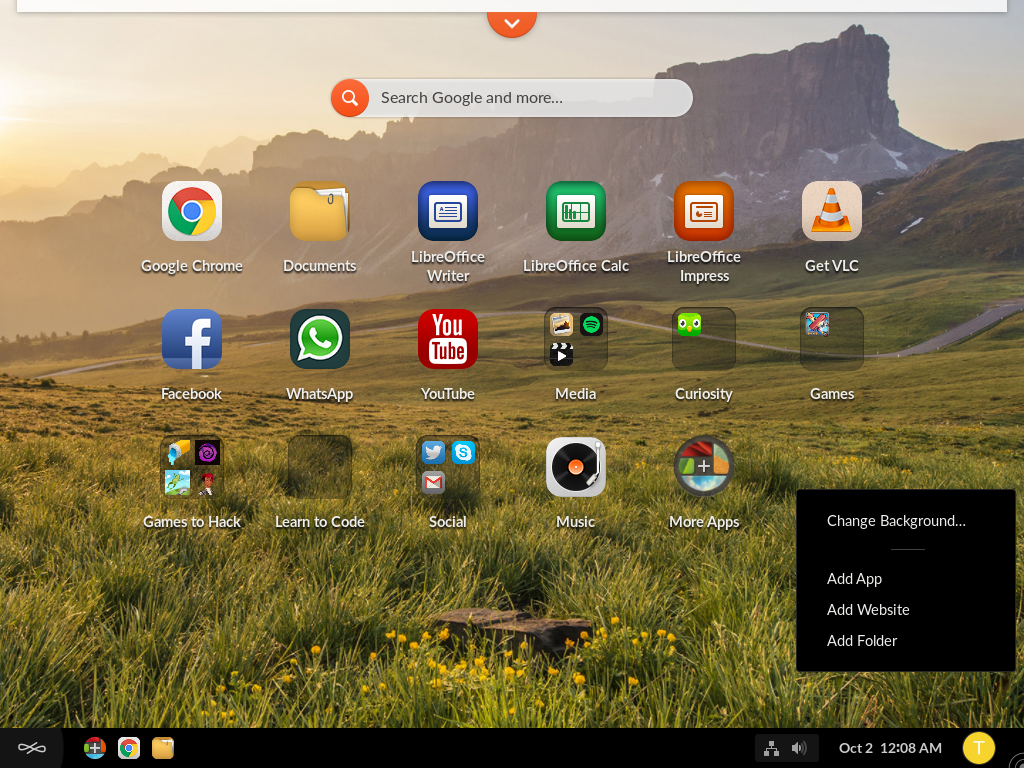 Search Google and more...
Google Chrome
Documents
LibreOffice
Writer
LibreOffice Calc
LibreOffice
Impress
Get VLC
You
Tube
Facebook
WhatsApp
YouTube
Media
Curiosity
Games
Games to Hack
Learn to Code
Social
Music
More Apps
Change Background...
Add App
Add Website
Add Folder
Oct 2 12:08 AM
T